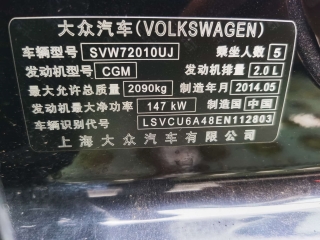 大众汽车(VOLKSWAGEN)
车辆型号 SVW72010UJ 乘坐人数 5
发动机型号 CGM 发动机排量 2.0 L
最大允许总质量 2090kg 制造年月 2014.05
发动机最大净功率 147 kW 制造国 中国
车辆识别代号 LSVCU6A48EN112803
上海大众汽车有限公司